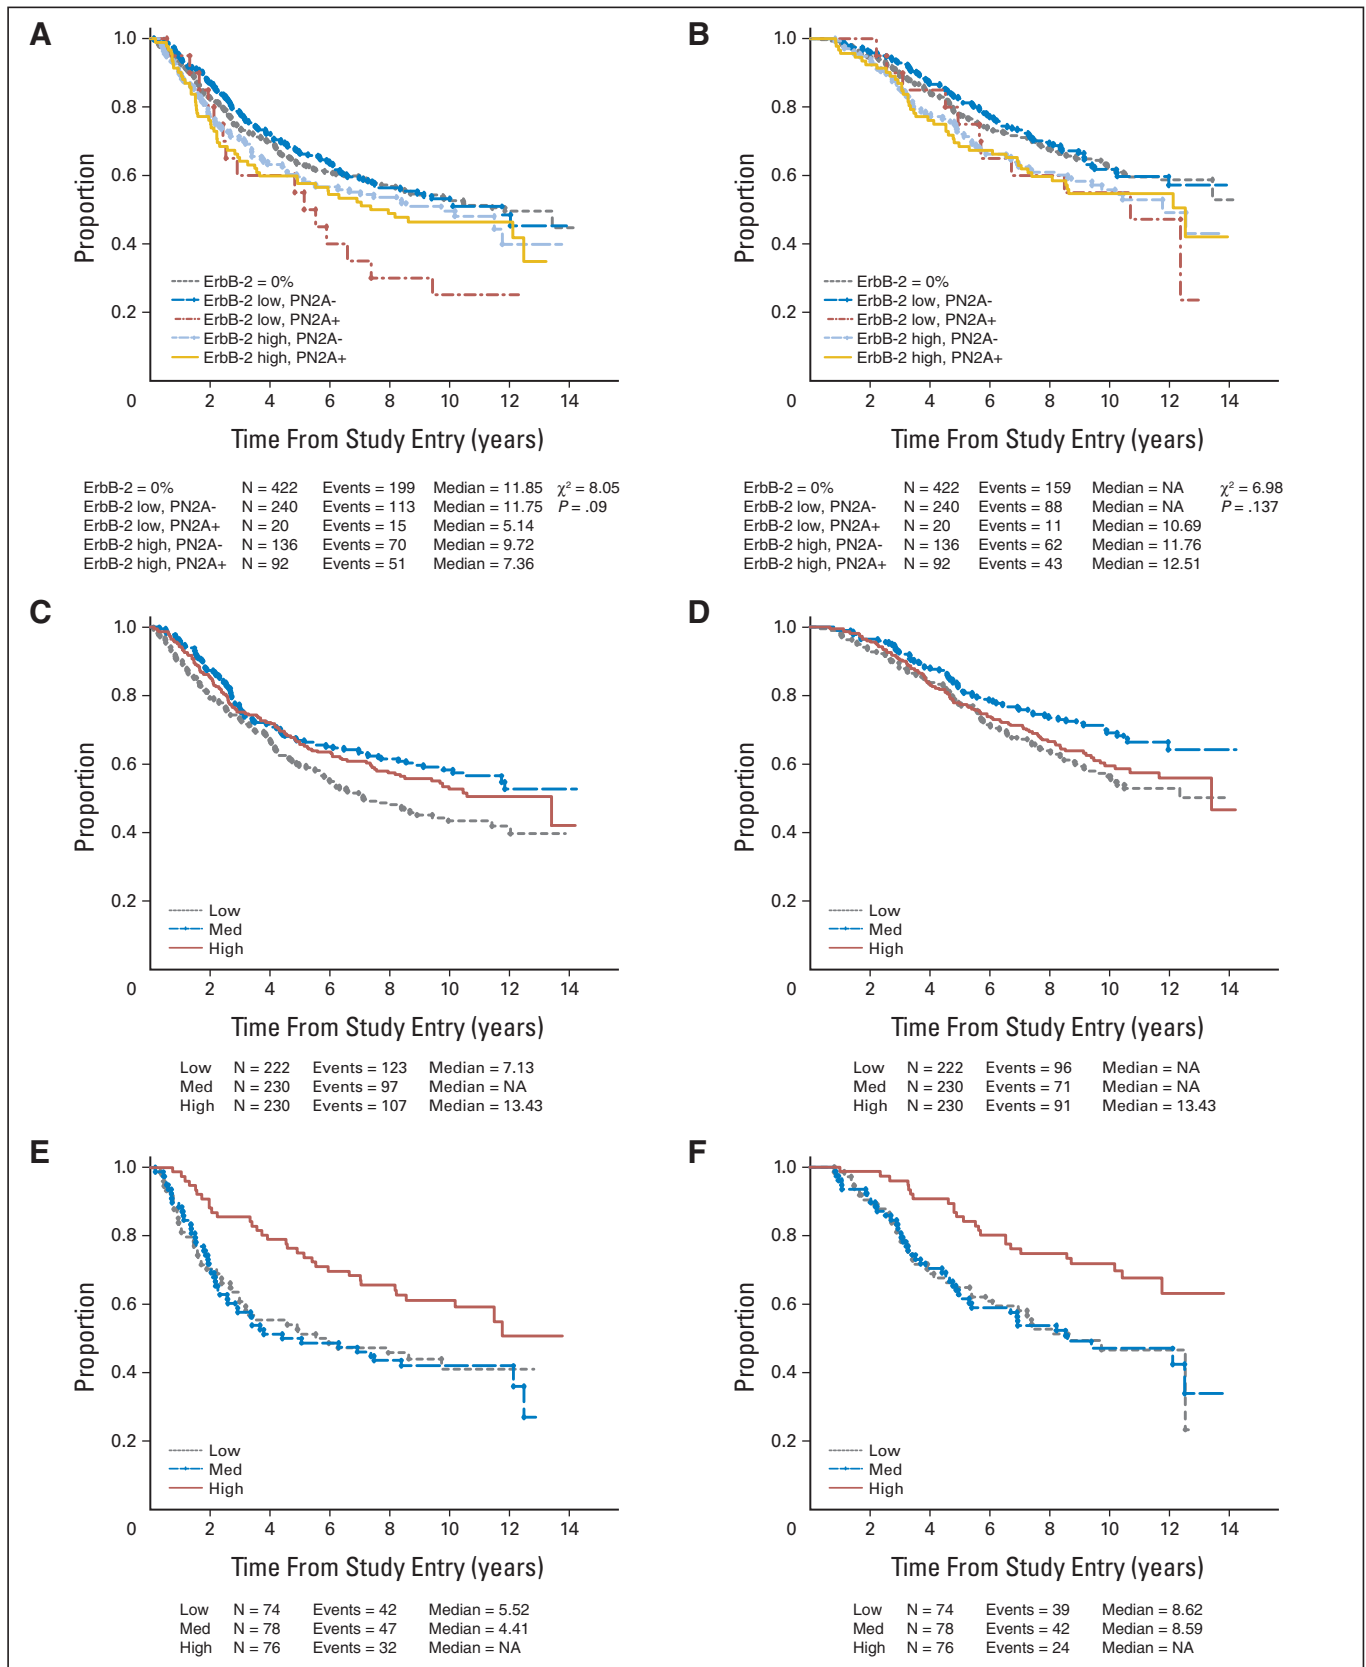 A
1.0
0.8
0.6
0.4
0.2
Proportion
ErbB-2 = 0%
ErbB-2 low, PN2A-
ErbB-2 low, PN2A+
ErbB-2 high, PN2A-
ErbB-2 high, PN2A+
0 2 4 6 8 10 12 14
Time From Study Entry (years)
ErbB-2 = 0% N = 422 Events = 199 Median = 11.85 χ² = 8.05
ErbB-2 low, PN2A- N = 240 Events = 113 Median = 11.75 P = .09
ErbB-2 low, PN2A+ N = 20 Events = 15 Median = 5.14
ErbB-2 high, PN2A- N = 136 Events = 70 Median = 9.72
ErbB-2 high, PN2A+ N = 92 Events = 51 Median = 7.36
B
1.0
0.8
0.6
0.4
0.2
Proportion
ErbB-2 = 0%
ErbB-2 low, PN2A-
ErbB-2 low, PN2A+
ErbB-2 high, PN2A-
ErbB-2 high, PN2A+
0 2 4 6 8 10 12 14
Time From Study Entry (years)
ErbB-2 = 0% N = 422 Events = 159 Median = NA χ² = 6.98
ErbB-2 low, PN2A- N = 240 Events = 88 Median = NA P = .137
ErbB-2 low, PN2A+ N = 20 Events = 11 Median = 10.69
ErbB-2 high, PN2A- N = 136 Events = 62 Median = 11.76
ErbB-2 high, PN2A+ N = 92 Events = 43 Median = 12.51
C
1.0
0.8
0.6
0.4
0.2
Proportion
Low
Med
High
0 2 4 6 8 10 12 14
Time From Study Entry (years)
Low N = 222 Events = 123 Median = 7.13
Med N = 230 Events = 97 Median = NA
High N = 230 Events = 107 Median = 13.43
D
1.0
0.8
0.6
0.4
0.2
Proportion
Low
Med
High
0 2 4 6 8 10 12 14
Time From Study Entry (years)
Low N = 222 Events = 96 Median = NA
Med N = 230 Events = 71 Median = NA
High N = 230 Events = 91 Median = 13.43
E
1.0
0.8
0.6
0.4
0.2
Proportion
Low
Med
High
0 2 4 6 8 10 12 14
Time From Study Entry (years)
Low N = 74 Events = 42 Median = 5.52
Med N = 78 Events = 47 Median = 4.41
High N = 76 Events = 32 Median = NA
F
1.0
0.8
0.6
0.4
0.2
Proportion
Low
Med
High
0 2 4 6 8 10 12 14
Time From Study Entry (years)
Low N = 74 Events = 39 Median = 8.62
Med N = 78 Events = 42 Median = 8.59
High N = 76 Events = 24 Median = NA